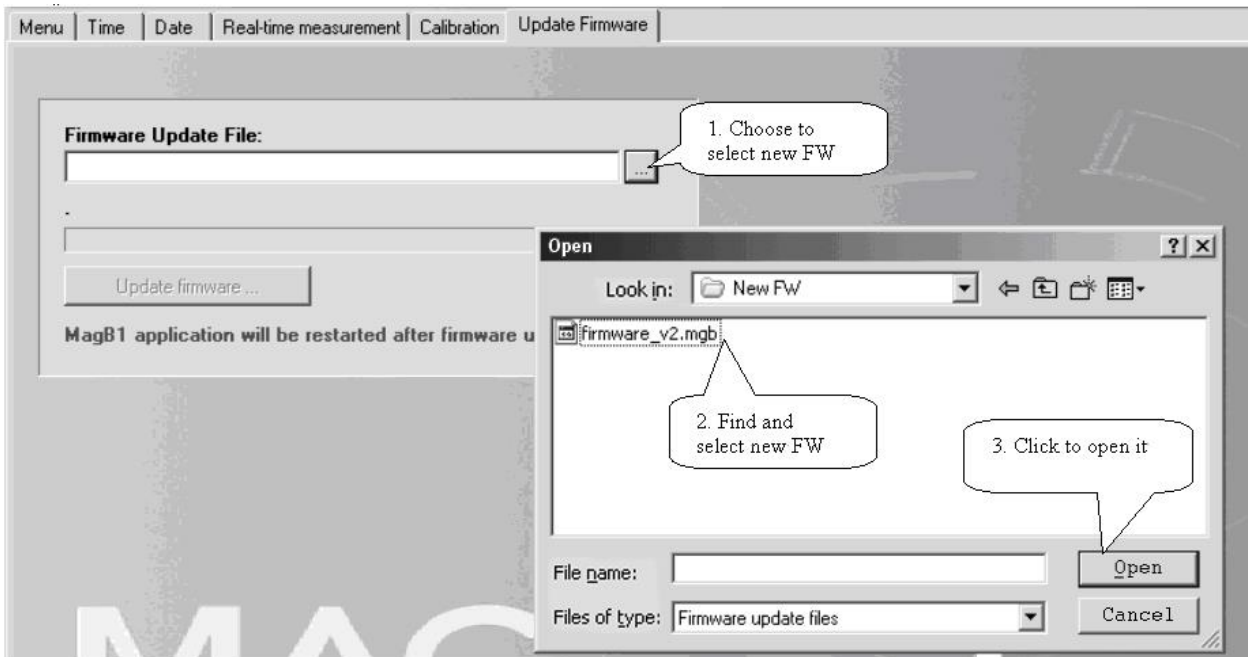 Menu Time Date Real-time measurement Calibration Update Firmware
Firmware Update File:
...
1. Choose to
select new FW
.
Update firmware ...
MagB1 application will be restarted after firmware u
Open
? x
Look in: New FW
firmware_v2.mgb
2. Find and
select new FW
3. Click to open it
File name:
Open
Files of type: Firmware update files
Cancel
MAG